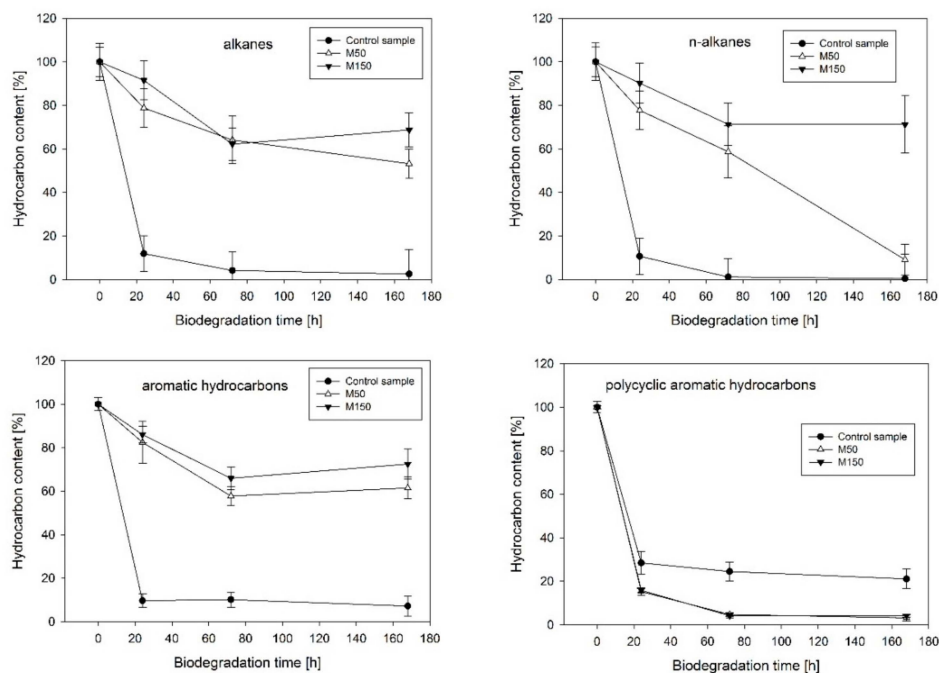 alkanes
Control sample
M50
M150
Hydrocarbon content [%]
120
100
80
60
40
20
0
0 20 40 60 80 100 120 140 160 180
Biodegradation time [h]
n-alkanes
Control sample
M50
M150
Hydrocarbon content [%]
120
100
80
60
40
20
0
0 20 40 60 80 100 120 140 160 180
Biodegradation time [h]
aromatic hydrocarbons
Control sample
M50
M150
Hydrocarbon content [%]
120
100
80
60
40
20
0
0 20 40 60 80 100 120 140 160 180
Biodegradation time [h]
polycyclic aromatic hydrocarbons
Control sample
M50
M150
Hydrocarbon content [%]
120
100
80
60
40
20
0
0 20 40 60 80 100 120 140 160 180
Biodegradation time [h]